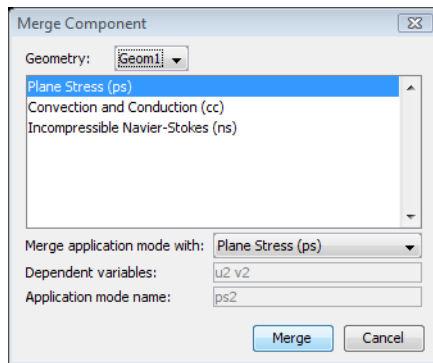 Merge Component
Geometry: Geom1
Plane Stress (ps)
Convection and Conduction (cc)
Incompressible Navier-Stokes (ns)
Merge application mode with: Plane Stress (ps)
Dependent variables: u2 v2
Application mode name: ps2
Merge Cancel